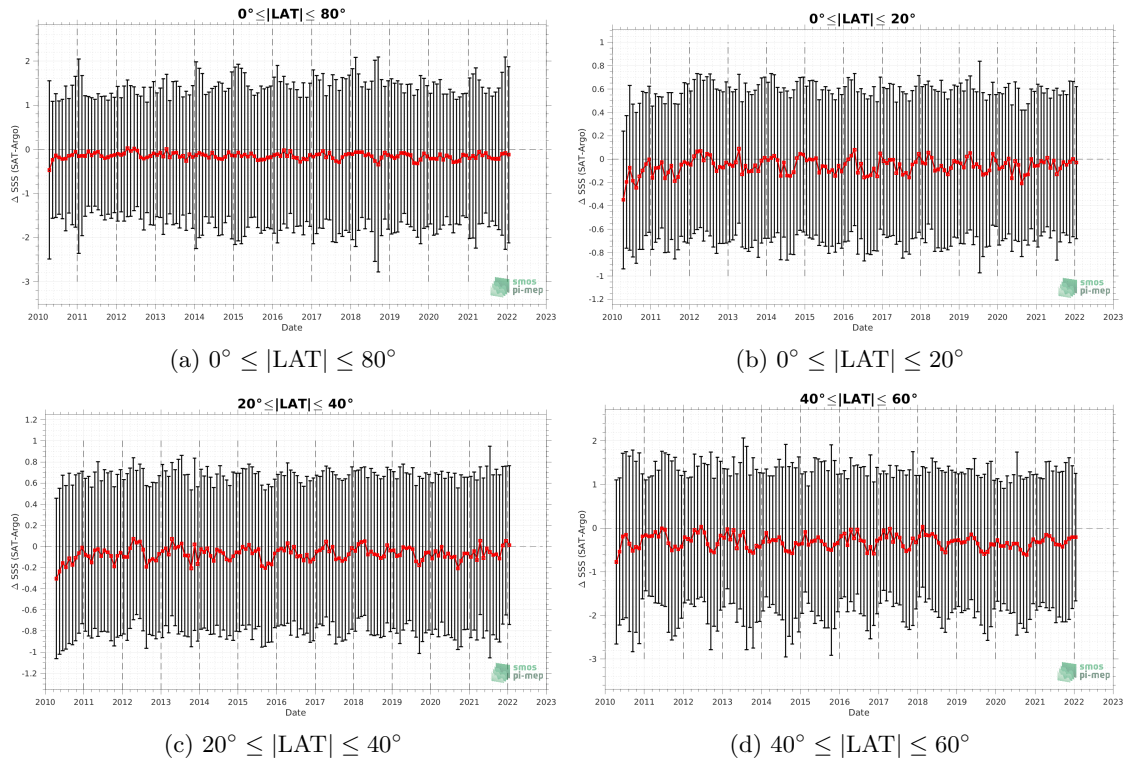 0°≤|LAT|≤ 80°
2
1
0
-1
-2
-3
Δ SSS (SAT-Argo)
2010 2011 2012 2013 2014 2015 2016 2017 2018 2019 2020 2021 2022 2023
Date
smos
pi-mep
(a) 0° ≤ |LAT| ≤ 80°
0°≤|LAT|≤ 20°
1
0.8
0.6
0.4
0.2
0
-0.2
-0.4
-0.6
-0.8
-1
-1.2
Δ SSS (SAT-Argo)
2010 2011 2012 2013 2014 2015 2016 2017 2018 2019 2020 2021 2022 2023
Date
smos
pi-mep
(b) 0° ≤ |LAT| ≤ 20°
20°≤|LAT|≤ 40°
1.2
1
0.8
0.6
0.4
0.2
0
-0.2
-0.4
-0.6
-0.8
-1
-1.2
Δ SSS (SAT-Argo)
2010 2011 2012 2013 2014 2015 2016 2017 2018 2019 2020 2021 2022 2023
Date
smos
pi-mep
(c) 20° ≤ |LAT| ≤ 40°
40°≤|LAT|≤ 60°
2
1
0
-1
-2
-3
Δ SSS (SAT-Argo)
2010 2011 2012 2013 2014 2015 2016 2017 2018 2019 2020 2021 2022 2023
Date
smos
pi-mep
(d) 40° ≤ |LAT| ≤ 60°